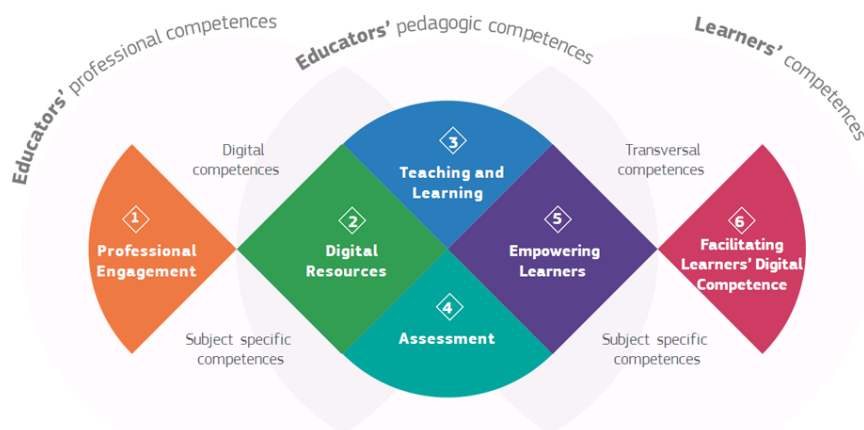 Educators’ professional competences
Educators’ pedagogic competences
Learners’ competences
Digital
competences
Transversal
competences
1
Professional
Engagement
2
Digital
Resources
3
Teaching and
Learning
4
Assessment
5
Empowering
Learners
6
Facilitating
Learners’ Digital
Competence
Subject specific
competences
Subject specific
competences